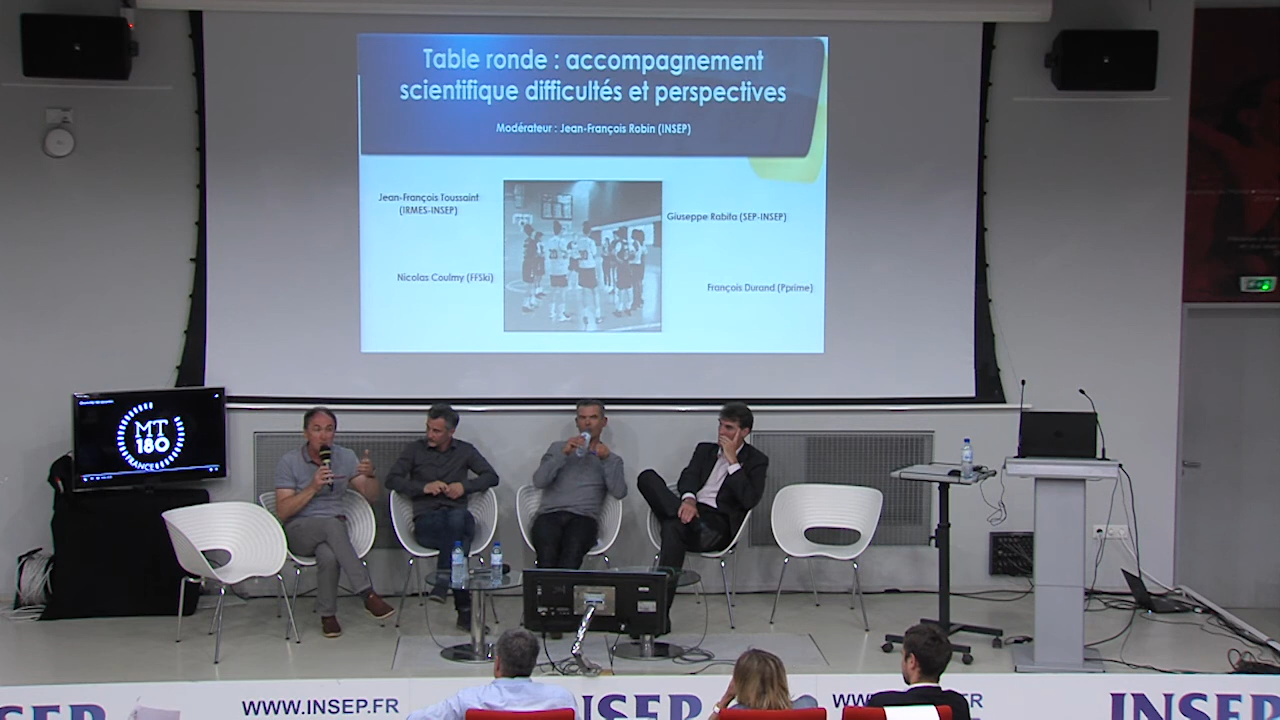 Table ronde : accompagnement
scientifique difficultés et perspectives
Modérateur : Jean-François Robin (INSEP)
Jean-François Toussaint
(IRMES-INSEP)
Giuseppe Rabita (SEP-INSEP)
Nicolas Coulmy (FFSki)
François Durand (Pprime)
MT
180
FRANCE
WWW.INSEP.FR
INSEP
INSEP